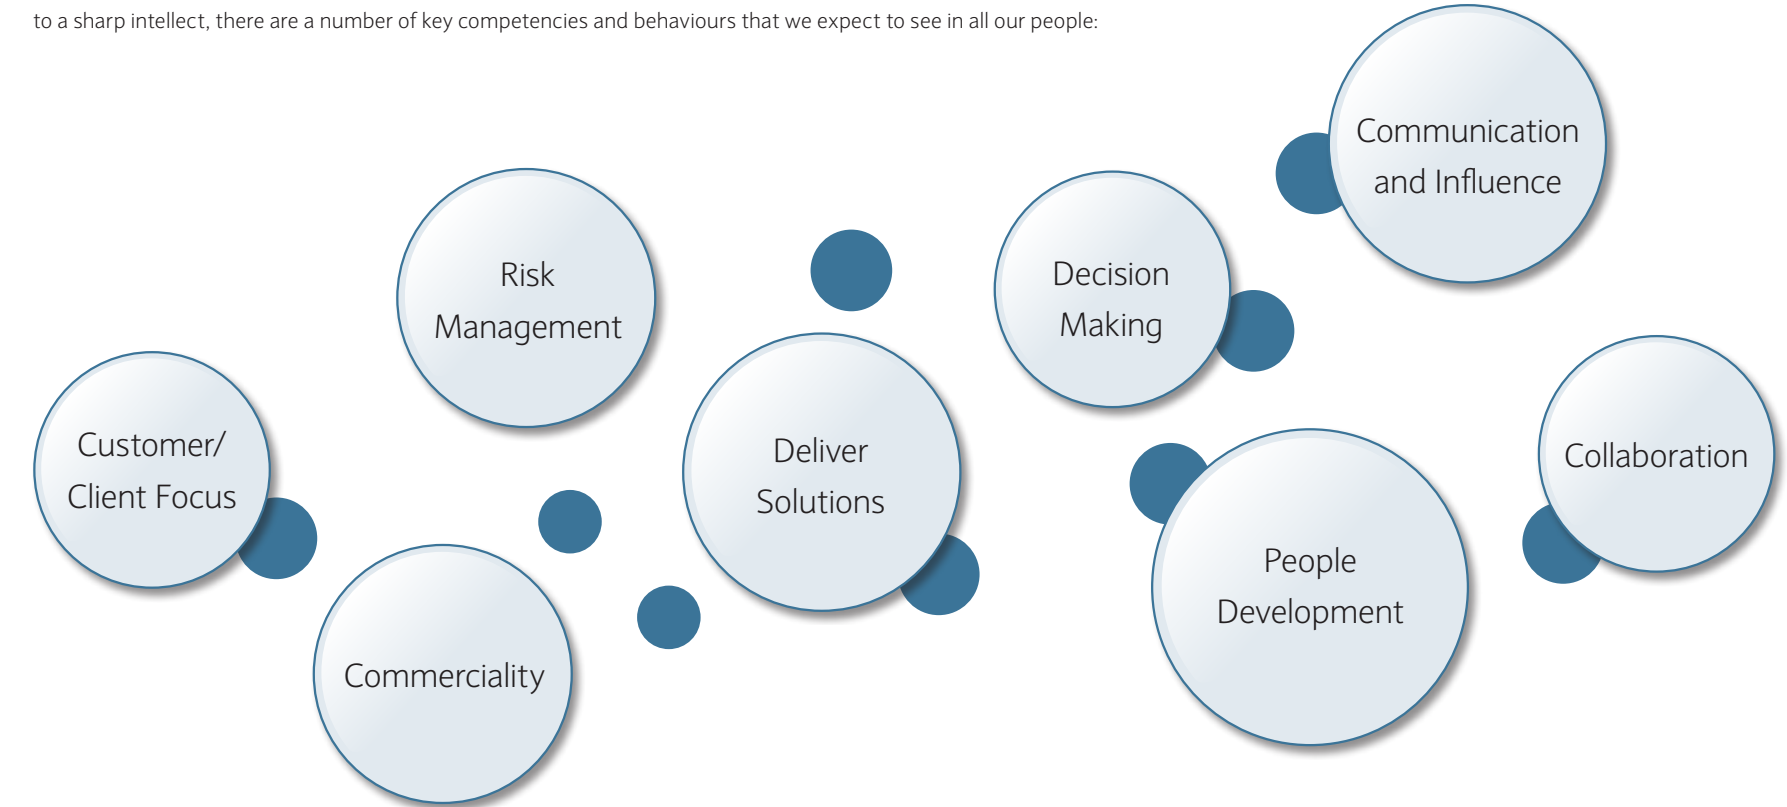 to a sharp intellect, there are a number of key competencies and behaviours that we expect to see in all our people:
Communication
and Influence
Risk
Management
Decision
Making
Customer/
Client Focus
Deliver
Solutions
Collaboration
People
Development
Commerciality